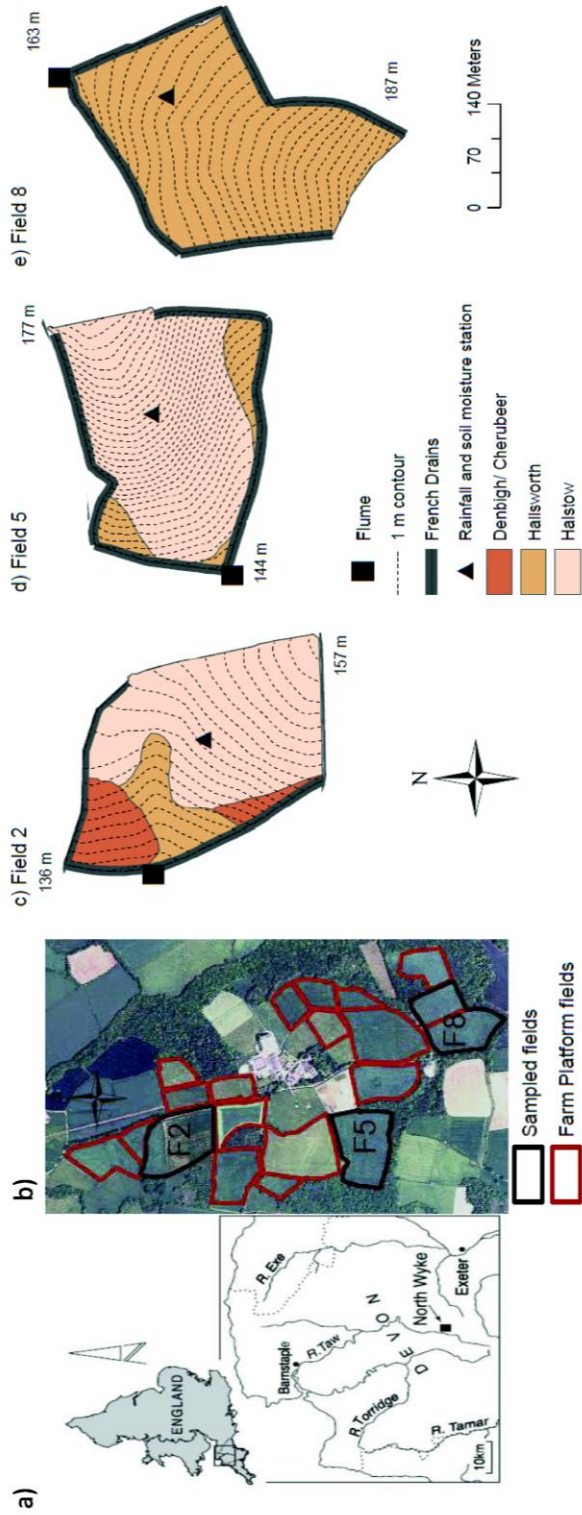 a)
ENGLAND
R. Exe
Barnstaple
R.Taw
R.Torridge
DEVON
North Wyke
Exeter
R. Tamar
10km
b)
F2
F5
F8
Sampled fields
Farm Platform fields
c) Field 2
136 m
157 m
N
d) Field 5
177 m
144 m
Flume
1 m contour
French Drains
Rainfall and soil moisture station
Denbigh/ Cherubeer
Hallsworth
Halstow
e) Field 8
163 m
187 m
0 70 140 Meters